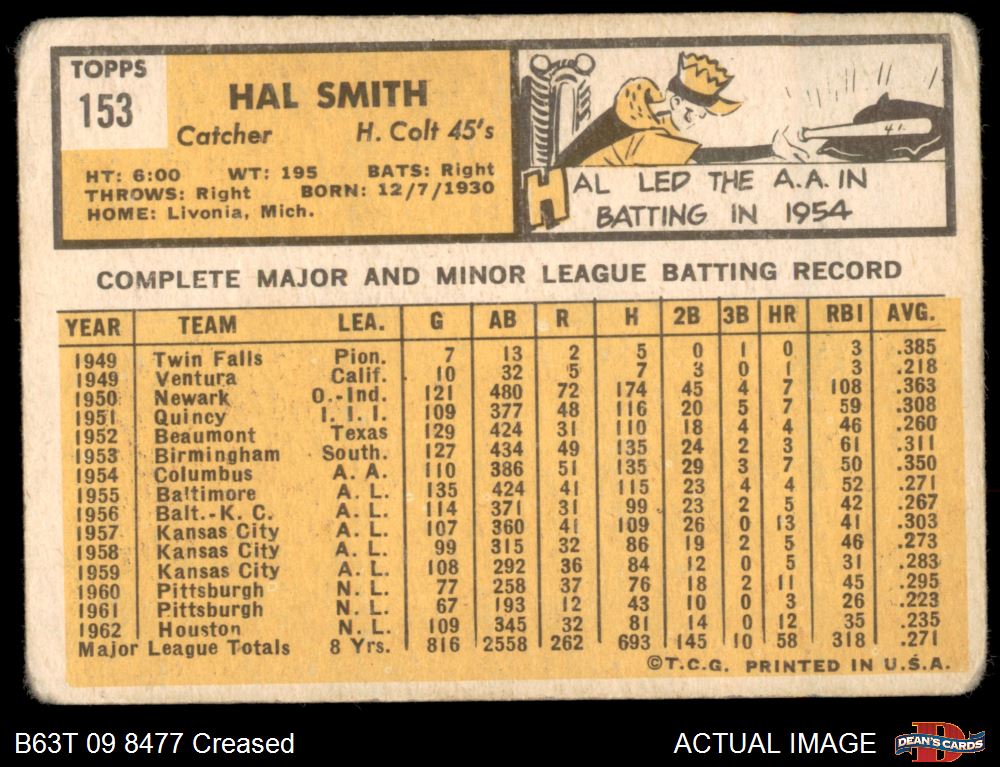 TOPPS
153
HAL SMITH
Catcher H. Colt 45's
HT: 6:00 WT: 195 BATS: Right
THROWS: Right BORN: 12/7/1930
HOME: Livonia, Mich.
41.
HAL LED THE A.A. IN
BATTING IN 1954
COMPLETE MAJOR AND MINOR LEAGUE BATTING RECORD
YEAR TEAM LEA. G AB R H 2B 3B HR RBI AVG.
1949 Twin Falls Pion. 7 13 2 5 0 1 0 3 .385
1949 Ventura Calif. 10 32 5 7 3 0 1 3 .218
1950 Newark O.-Ind. 121 480 72 174 45 4 7 108 .363
1951 Quincy I. I. I. 109 377 48 116 20 5 7 59 .308
1952 Beaumont Texas 129 424 31 110 18 4 4 46 .260
1953 Birmingham South. 127 434 49 135 24 2 3 61 .311
1954 Columbus A. A. 110 386 51 135 29 3 7 50 .350
1955 Baltimore A. L. 135 424 41 115 23 4 4 52 .271
1956 Balt.-K. C. A. L. 114 371 31 99 23 2 5 42 .267
1957 Kansas City A. L. 107 360 41 109 26 0 13 41 .303
1958 Kansas City A. L. 99 315 32 86 19 2 5 46 .273
1959 Kansas City A. L. 108 292 36 84 12 0 5 31 .283
1960 Pittsburgh N. L. 77 258 37 76 18 2 11 45 .295
1961 Pittsburgh N. L. 67 193 12 43 10 0 3 26 .223
1962 Houston N. L. 109 345 32 81 14 0 12 35 .235
Major League Totals 8 Yrs. 816 2558 262 693 145 10 58 318 .271
©T.C.G. PRINTED IN U.S.A.
B63T 09 8477 Creased ACTUAL IMAGE
D
DEAN'S CARDS